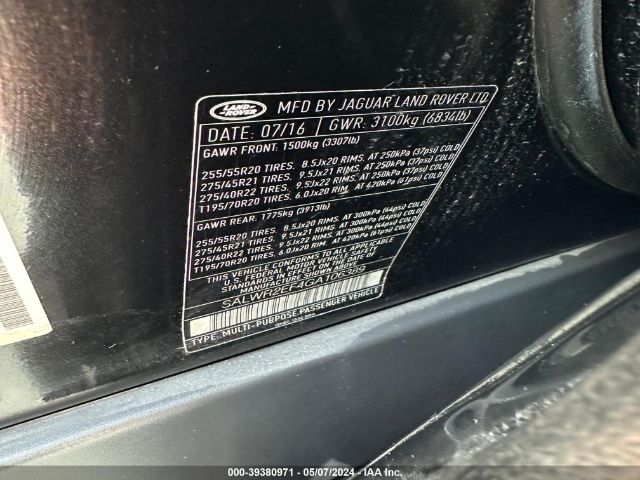 LAND-ROVER
MFD BY JAGUAR LAND ROVER LTD
DATE: 07/16 GWR: 3100kg (6834lb)
GAWR FRONT: 1500kg (3307lb)
255/55R20 TIRES. 8.5Jx20 RIMS. AT 250kPa (37psi) COLD
275/45R21 TIRES. 9.5Jx21 RIMS. AT 250kPa (37psi) COLD
275/40R22 TIRES. 9.5Jx22 RIMS. AT 250kPa (37psi) COLD
T195/70R20 TIRES. 6.0Jx20 RIM. AT 420kPa (61psi) COLD
GAWR REAR: 1775kg (3913lb)
255/55R20 TIRES. 8.5Jx20 RIMS. AT 300kPa (44psi) COLD
275/45R21 TIRES. 9.5Jx21 RIMS. AT 300kPa (44psi) COLD
275/40R22 TIRES. 9.5Jx22 RIMS. AT 300kPa (44psi) COLD
T195/70R20 TIRES. 6.0Jx20 RIM. AT 420kPa (61psi) COLD
THIS VEHICLE CONFORMS TO ALL APPLICABLE
U.S. FEDERAL MOTOR VEHICLE SAFETY AND THEFT
PREVENTION STANDARDS IN EFFECT ON THE
DATE OF MANUFACTURE SHOWN ABOVE
TYPE: MULTI-PURPOSE PASSENGER VEHICLE
000-39380971 - 05/07/2024 - IAA Inc.